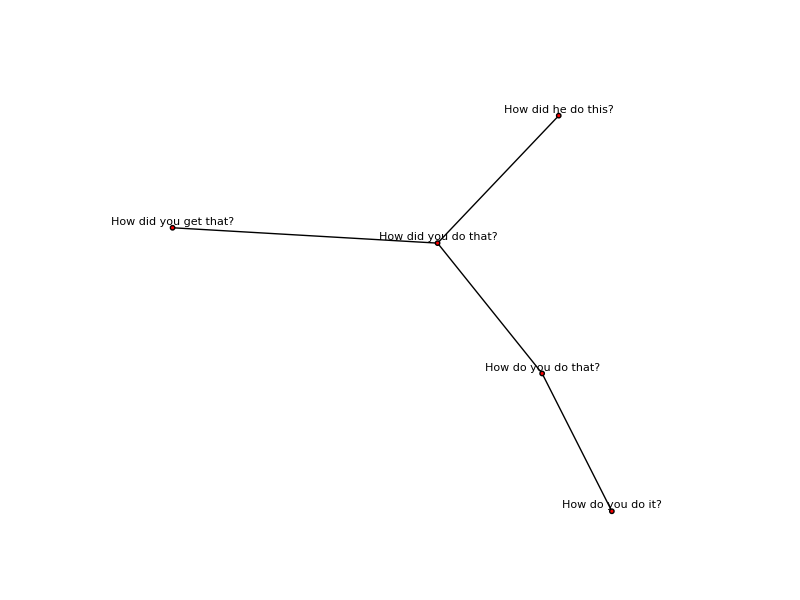 How did he do this?
How did you get that?
How did you do that?
How do you do that?
How do you do it?